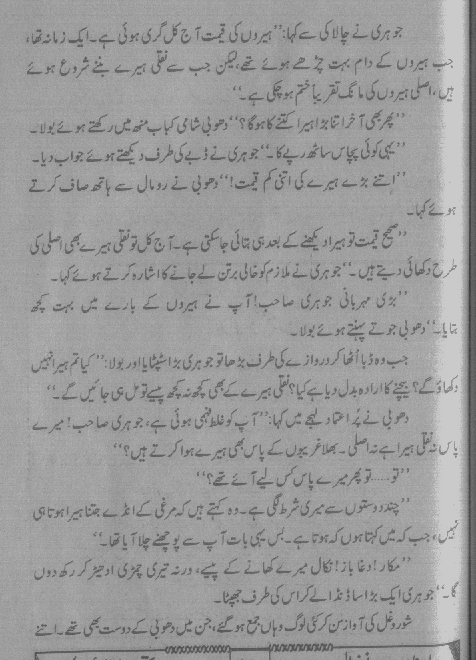 جوہری نے چالاکی سے کہا: ’’ہیروں کی قیمت آج کل گری ہوئی ہے۔ ایک زمانہ تھا،
جب ہیروں کے دام بہت چڑھے ہوئے تھے، لیکن جب سے نقلی ہیرے بننے شروع ہوئے
ہیں، اصلی ہیروں کی مانگ تقریباً ختم ہو چکی ہے۔‘‘
’’پھر بھی آخر اتنا بڑا ہیرا کتنے کا ہوگا؟‘‘ دھوبی شامی کباب منھ میں رکھتے ہوئے بولا۔
’’یہی کوئی پچاس ساٹھ رپے کا۔‘‘ جوہری نے ڈبے کی طرف دیکھتے ہوئے جواب دیا۔
’’اتنے بڑے ہیرے کی اتنی کم قیمت!‘‘ دھوبی نے رومال سے ہاتھ صاف کرتے
ہوئے کہا۔
’’صحیح قیمت تو ہیرا دیکھنے کے بعد ہی بتائی جا سکتی ہے۔ آج کل تو نقلی ہیرے بھی اصلی کی
طرح دکھائی دیتے ہیں۔‘‘ جوہری نے ملازم کو خالی برتن لے جانے کا اشارہ کرتے ہوئے کہا۔
’’بڑی مہربانی جوہری صاحب! آپ نے ہیروں کے بارے میں بہت کچھ
بتایا۔‘‘ دھوبی جوتے پہنتے ہوئے بولا۔
جب وہ ڈبا اُٹھا کر دروازے کی طرف بڑھا تو جوہری بڑا سٹپٹایا اور بولا: ’’کیا تم ہیرا نہیں
دکھاؤ گے؟ بیچنے کا ارادہ بدل دیا ہے کیا؟ نقلی ہیرے کے بھی کچھ نہ کچھ پیسے تو مل ہی جائیں گے۔‘‘
دھوبی نے پُر اعتماد لہجے میں کہا: ’’آپ کو غلط فہمی ہوئی ہے، جوہری صاحب! میرے
پاس نہ نقلی ہیرا ہے نہ اصلی۔ بھلا غریبوں کے پاس بھی ہیرے ہوا کرتے ہیں؟‘‘
’’تو ..... تو پھر میرے پاس کس لیے آئے تھے؟‘‘
’’چند دوستوں سے میری شرط لگی ہے۔ وہ کہتے ہیں کہ مرغی کے انڈے جتنا ہیرا ہوتا ہی
نہیں، جب کہ میں کہتا ہوں کہ ہوتا ہے۔ بس یہی بات آپ سے پوچھنے چلا آیا تھا۔‘‘
’’مکار! دغا باز! نکال میرے کھانے کے پیسے، ورنہ تیری چمڑی ادھیڑ کر رکھ دوں
گا۔‘‘ جوہری ایک بڑا سا ڈنڈا لے کر اس کی طرف جھپٹا۔
شور و غل کی آواز سن کر کئی لوگ وہاں جمع ہو گئے، جن میں دھوبی کے دوست بھی تھے۔ اتنے